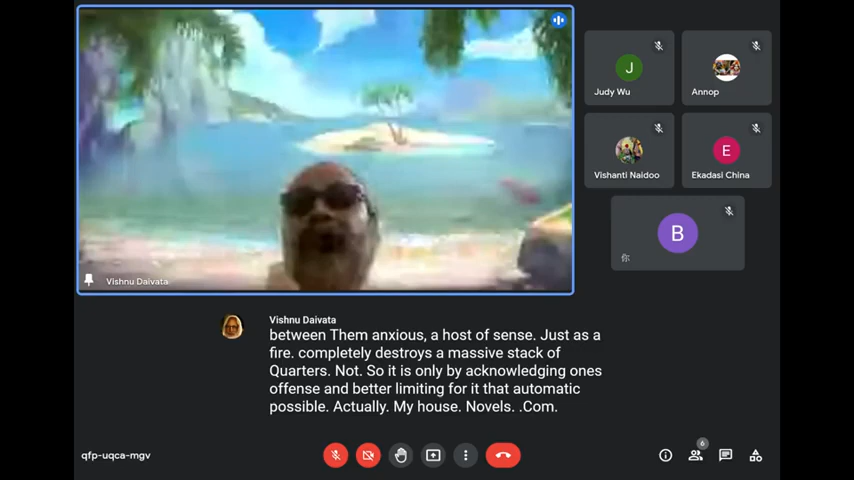 Vishnu Daivata
J
Judy Wu
Annop
Vishanti Naidoo
E
Ekadasi China
B
你
Vishnu Daivata
between Them anxious, a host of sense. Just as a
fire. completely destroys a massive stack of
Quarters. Not. So it is only by acknowledging ones
offense and better limiting for it that automatic
possible. Actually. My house. Novels. .Com.
qfp-uqca-mgv
6